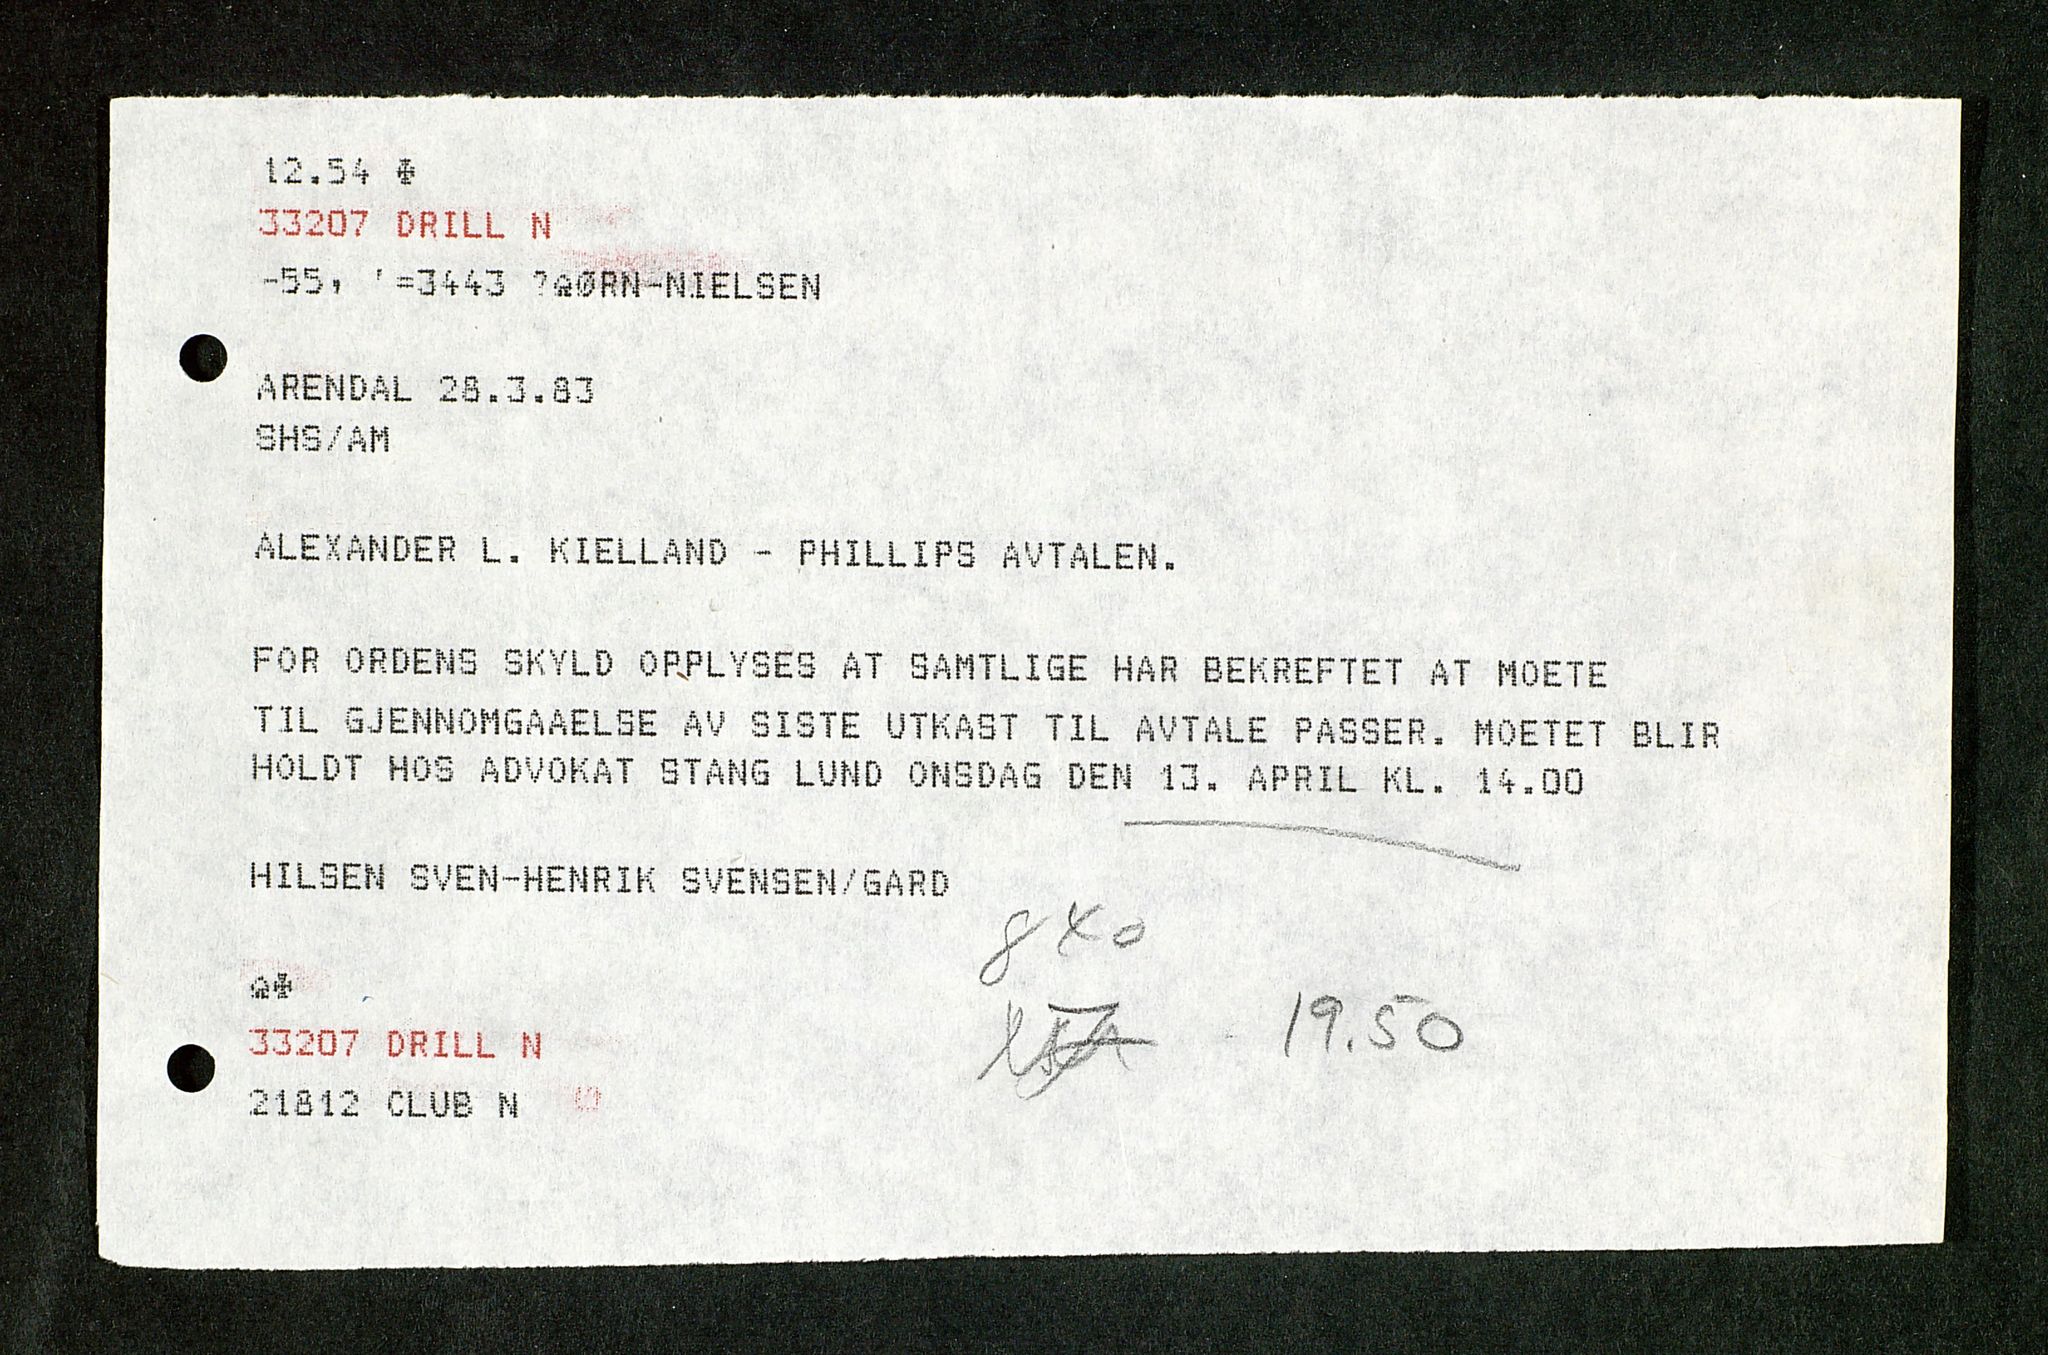 12.54 ✠
33207 DRILL N
-55, '=3443 ?ØRN-NIELSEN
ARENDAL 28.3.83
SHS/AM
ALEXANDER L. KIELLAND - PHILLIPS AVTALEN.
FOR ORDENS SKYLD OPPLYSES AT SAMTLIGE HAR BEKREFTET AT MOETE
TIL GJENNOMGAAELSE AV SISTE UTKAST TIL AVTALE PASSER. MOETET BLIR
HOLDT HOS ADVOKAT STANG LUND ONSDAG DEN 13. APRIL KL. 14.00
HILSEN SVEN-HENRIK SVENSEN/GARD
840
19.50
33207 DRILL N
21812 CLUB N